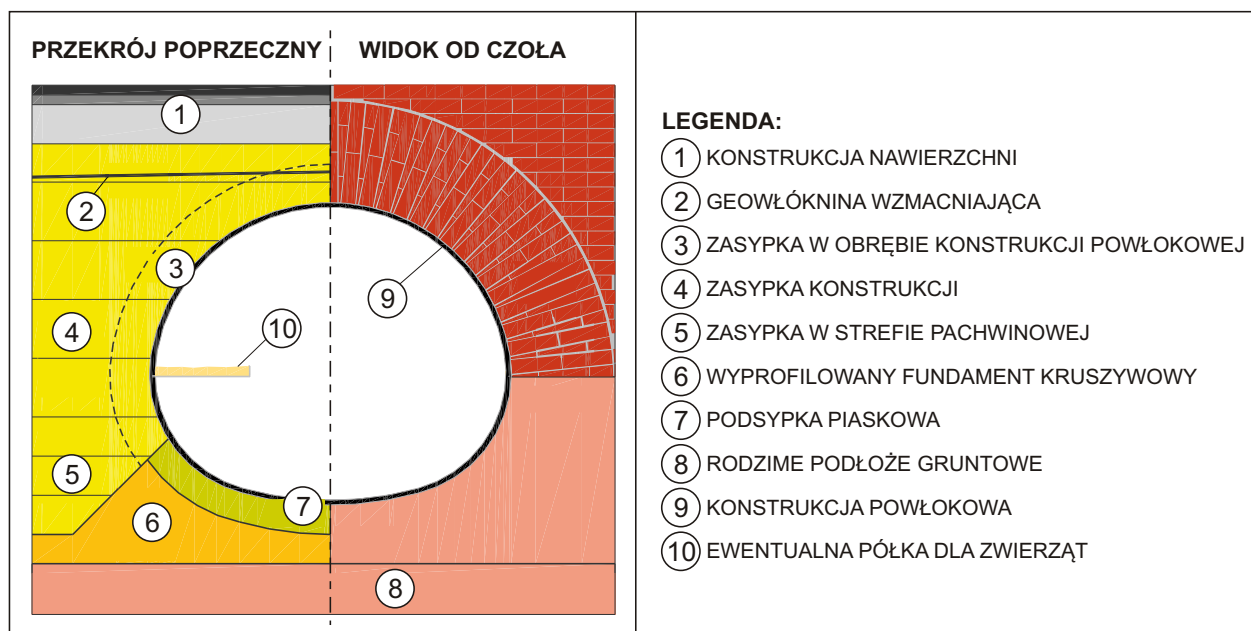 PRZEKRÓJ POPRZECZNY
WIDOK OD CZOŁA
1
2
3
4
5
6
7
8
9
10
LEGENDA:
1 KONSTRUKCJA NAWIERZCHNI
2 GEOWŁÓKNINA WZMACNIAJĄCA
3 ZASYPKA W OBRĘBIE KONSTRUKCJI POWŁOKOWEJ
4 ZASYPKA KONSTRUKCJI
5 ZASYPKA W STREFIE PACHWINOWEJ
6 WYPROFILOWANY FUNDAMENT KRUSZYWOWY
7 PODSYPKA PIASKOWA
8 RODZIME PODŁOŻE GRUNTOWE
9 KONSTRUKCJA POWŁOKOWA
10 EWENTUALNA PÓŁKA DLA ZWIERZĄT